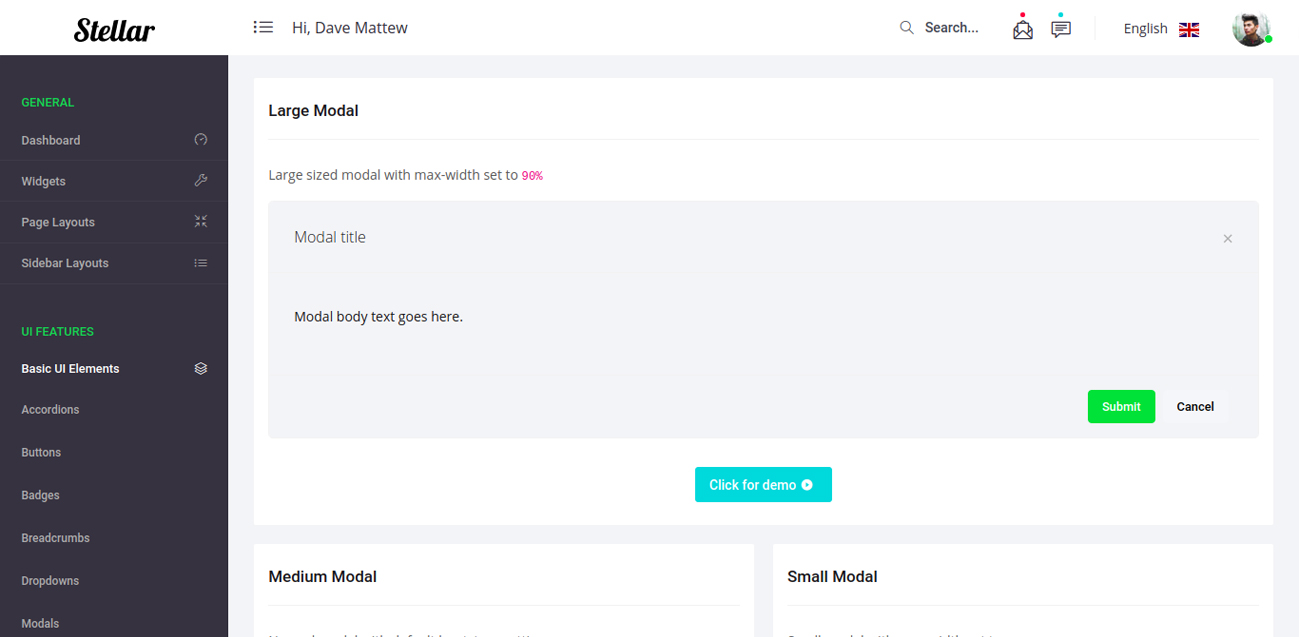 Stellar
Hi, Dave Mattew
Search...
English
GENERAL
Dashboard
Widgets
Page Layouts
Sidebar Layouts
UI FEATURES
Basic UI Elements
Accordions
Buttons
Badges
Breadcrumbs
Dropdowns
Modals
Large Modal
Large sized modal with max-width set to 90%
Modal title
Modal body text goes here.
Submit Cancel
Click for demo
Medium Modal
Small Modal